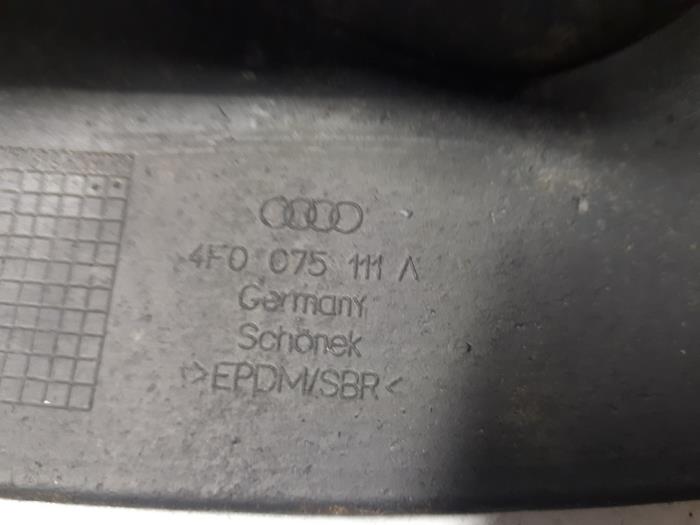 4F0 075 111 A
Germany
Schönek
>EPDM/SBR<